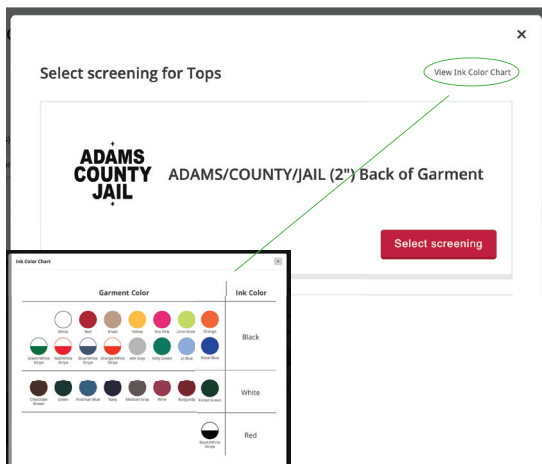 Select screening for Tops
View Ink Color Chart
ADAMS
COUNTY
JAIL
ADAMS/COUNTY/JAIL (2") Back of Garment
Select screening
Ink Color Chart
Garment Color
Ink Color
White
Red
Khaki
Yellow
Hot Pink
Lime Green
Orange
Black
Green/White
Stripe
Red/White
Stripe
Blue/White
Stripe
Orange/White
Stripe
Ash Gray
Kelly Green
Lt Blue
Royal Blue
Chocolate
Brown
Green
Postman Blue
Navy
Medium Gray
Wine
Burgundy
Forest Green
White
Black/White
Stripe
Red